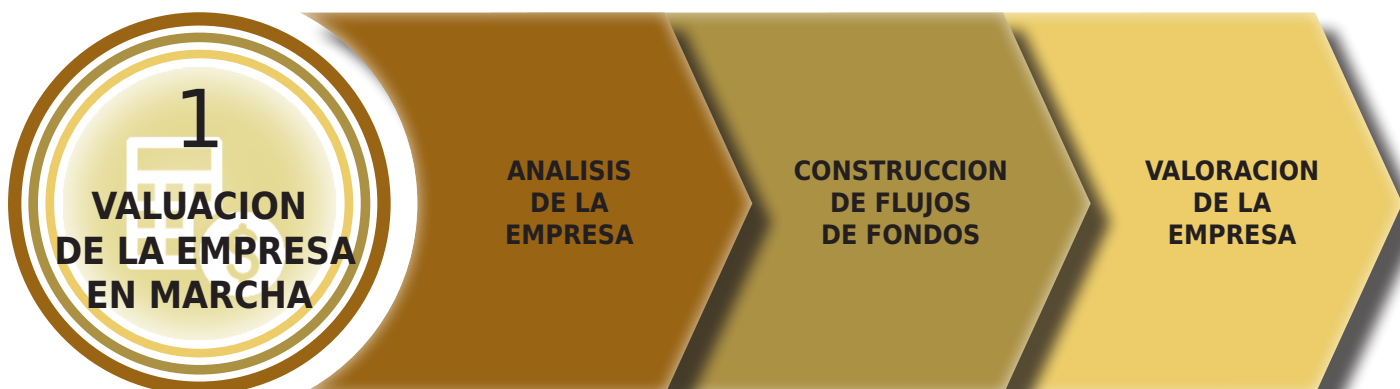 1
VALUACION
DE LA EMPRESA
EN MARCHA
ANALISIS
DE LA
EMPRESA
CONSTRUCCION
DE FLUJOS
DE FONDOS
VALORACION
DE LA
EMPRESA